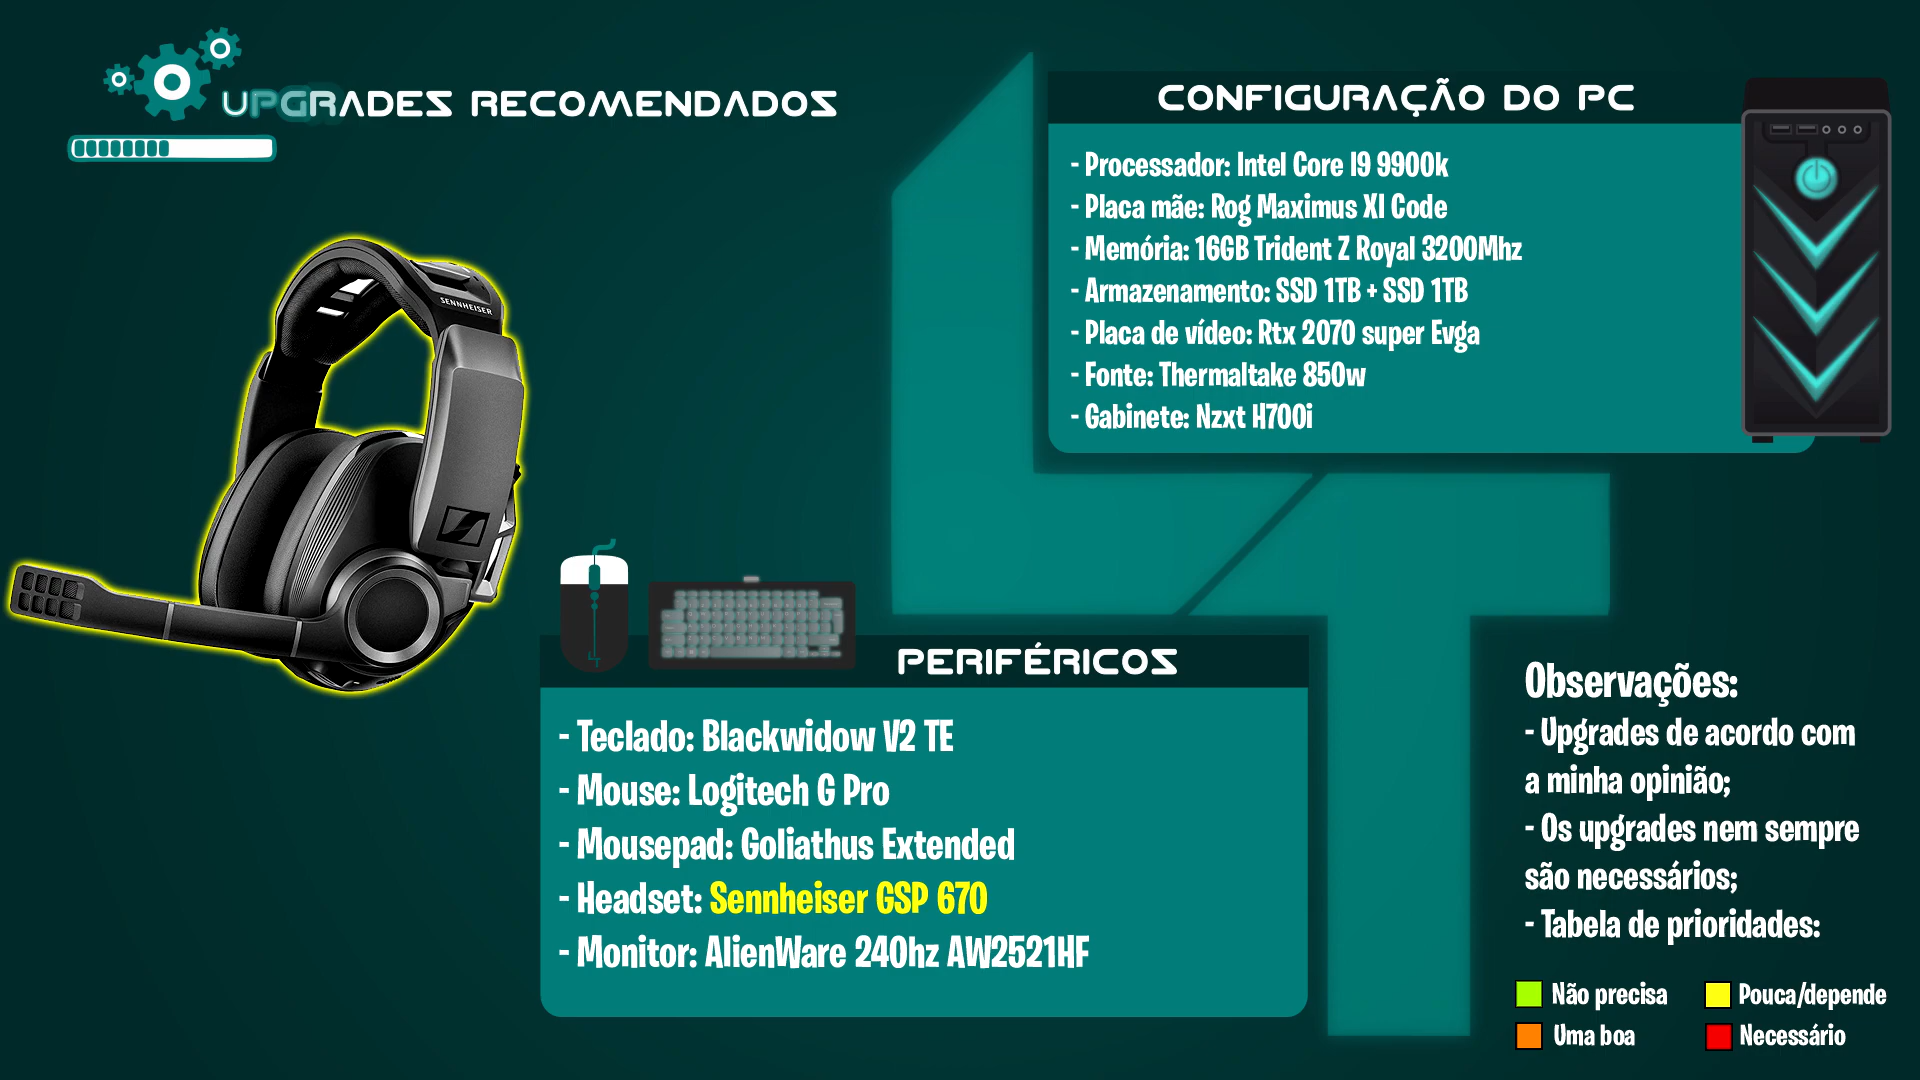 UPGRADES RECOMENDADOS
CONFIGURAÇÃO DO PC
- Processador: Intel Core I9 9900k
- Placa mãe: Rog Maximus XI Code
- Memória: 16GB Trident Z Royal 3200Mhz
- Armazenamento: SSD 1TB + SSD 1TB
- Placa de vídeo: Rtx 2070 super Evga
- Fonte: Thermaltake 850w
- Gabinete: Nzxt H700i
SENNHEISER
PERIFÉRICOS
- Teclado: Blackwidow V2 TE
- Mouse: Logitech G Pro
- Mousepad: Goliathus Extended
- Headset: Sennheiser GSP 670
- Monitor: AlienWare 240hz AW2521HF
Observações:
- Upgrades de acordo com
a minha opinião;
- Os upgrades nem sempre
são necessários;
- Tabela de prioridades:
Não precisa
Pouca/depende
Uma boa
Necessário